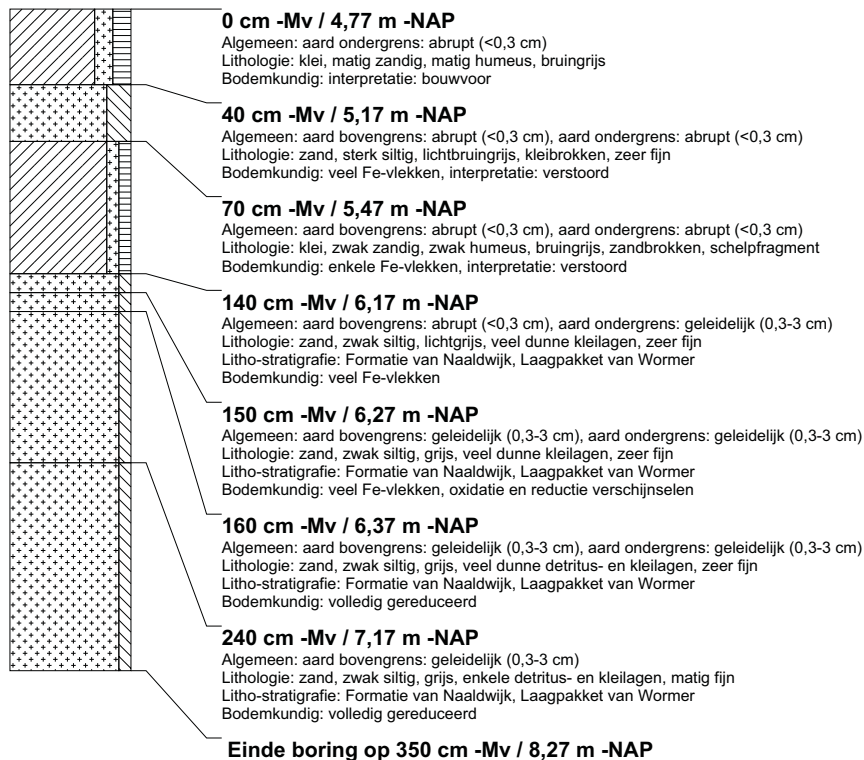 0 cm -Mv / 4,77 m -NAP
Algemeen: aard ondergrens: abrupt (<0,3 cm)
Lithologie: klei, matig zandig, matig humeus, bruingrijs
Bodemkundig: interpretatie: bouwvoor
40 cm -Mv / 5,17 m -NAP
Algemeen: aard bovengrens: abrupt (<0,3 cm), aard ondergrens: abrupt (<0,3 cm)
Lithologie: zand, sterk siltig, lichtbruingrijs, kleibrokken, zeer fijn
Bodemkundig: veel Fe-vlekken, interpretatie: verstoord
70 cm -Mv / 5,47 m -NAP
Algemeen: aard bovengrens: abrupt (<0,3 cm), aard ondergrens: abrupt (<0,3 cm)
Lithologie: klei, zwak zandig, zwak humeus, bruingrijs, zandbrokken, schelpfragment
Bodemkundig: enkele Fe-vlekken, interpretatie: verstoord
140 cm -Mv / 6,17 m -NAP
Algemeen: aard bovengrens: abrupt (<0,3 cm), aard ondergrens: geleidelijk (0,3-3 cm)
Lithologie: zand, zwak siltig, lichtgrijs, veel dunne kleilagen, zeer fijn
Litho-stratigrafie: Formatie van Naaldwijk, Laagpakket van Wormer
Bodemkundig: veel Fe-vlekken
150 cm -Mv / 6,27 m -NAP
Algemeen: aard bovengrens: geleidelijk (0,3-3 cm), aard ondergrens: geleidelijk (0,3-3 cm)
Lithologie: zand, zwak siltig, grijs, veel dunne kleilagen, zeer fijn
Litho-stratigrafie: Formatie van Naaldwijk, Laagpakket van Wormer
Bodemkundig: veel Fe-vlekken, oxidatie en reductie verschijnselen
160 cm -Mv / 6,37 m -NAP
Algemeen: aard bovengrens: geleidelijk (0,3-3 cm), aard ondergrens: geleidelijk (0,3-3 cm)
Lithologie: zand, zwak siltig, grijs, veel dunne detritus- en kleilagen, zeer fijn
Litho-stratigrafie: Formatie van Naaldwijk, Laagpakket van Wormer
Bodemkundig: volledig gereduceerd
240 cm -Mv / 7,17 m -NAP
Algemeen: aard bovengrens: geleidelijk (0,3-3 cm)
Lithologie: zand, zwak siltig, grijs, enkele detritus- en kleilagen, matig fijn
Litho-stratigrafie: Formatie van Naaldwijk, Laagpakket van Wormer
Bodemkundig: volledig gereduceerd
Einde boring op 350 cm -Mv / 8,27 m -NAP